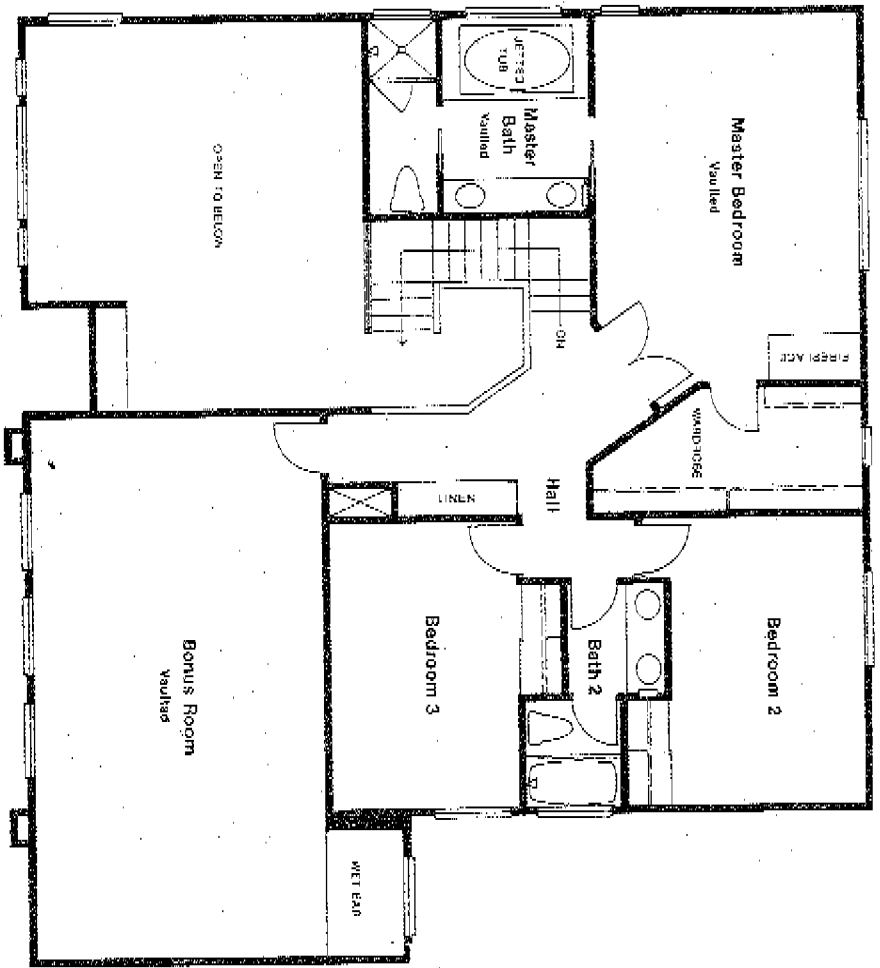 Master Bedroom
Vaulted
FIREPLACE
WARDROBE
Bedroom 2
JETTED
TUB
Master
Bath
Vaulted
DN
Hall
LINEN
Bath 2
Bedroom 3
OPEN TO BELOW
Bonus Room
Vaulted
WET BAR